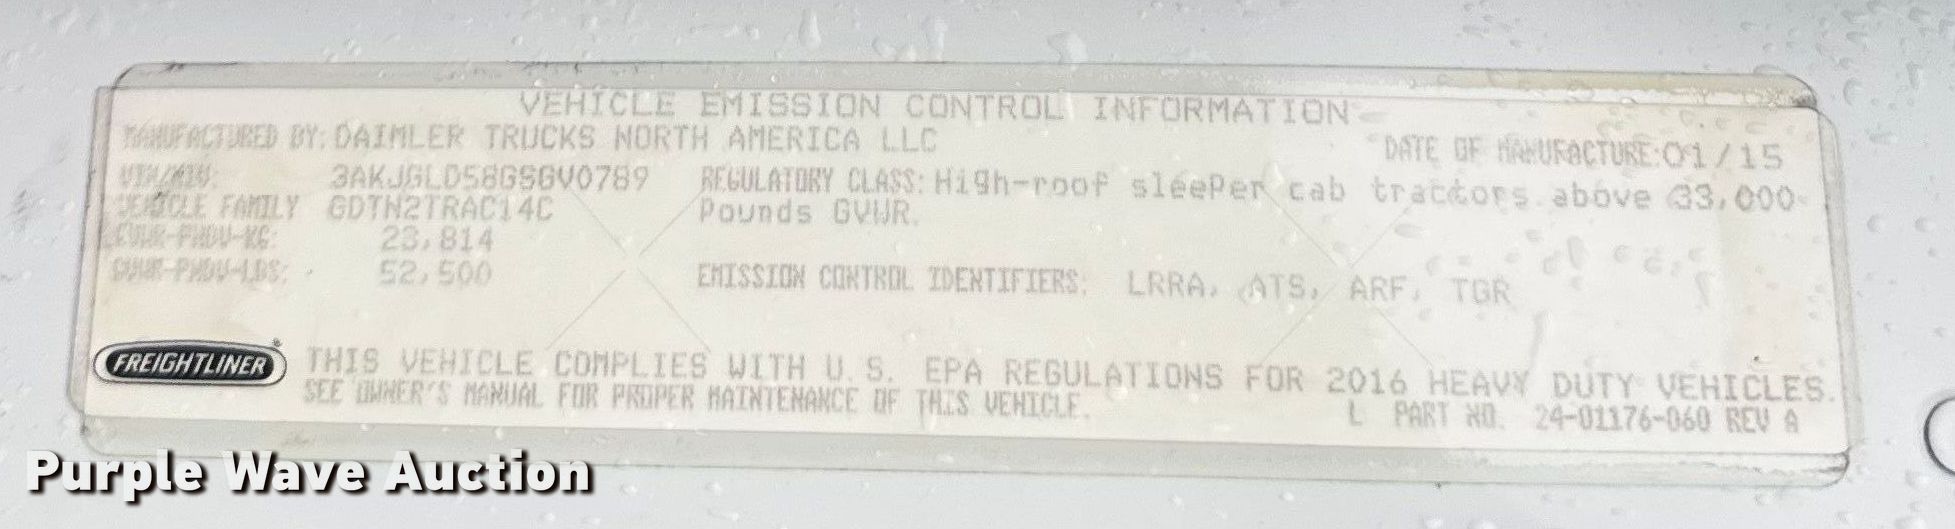 VEHICLE EMISSION CONTROL INFORMATION
MANUFACTURED BY: DAIMLER TRUCKS NORTH AMERICA LLC
DATE OF MANUFACTURE: 01/15
VIN/NIV: 3AKJGLD58GSGV0789
REGULATORY CLASS: High-roof sleeper cab tractors above 33,000
VEHICLE FAMILY GDTN2TRAC14C
Pounds GVWR.
GVWR-PNBV-KG: 23,814
GVWR-PNBV-LBS: 52,500
EMISSION CONTROL IDENTIFIERS: LRRA, ATS, ARF, TGR
FREIGHTLINER
THIS VEHICLE COMPLIES WITH U.S. EPA REGULATIONS FOR 2016 HEAVY DUTY VEHICLES.
SEE OWNER'S MANUAL FOR PROPER MAINTENANCE OF THIS VEHICLE.
L PART NO. 24-01176-060 REV A
Purple Wave Auction